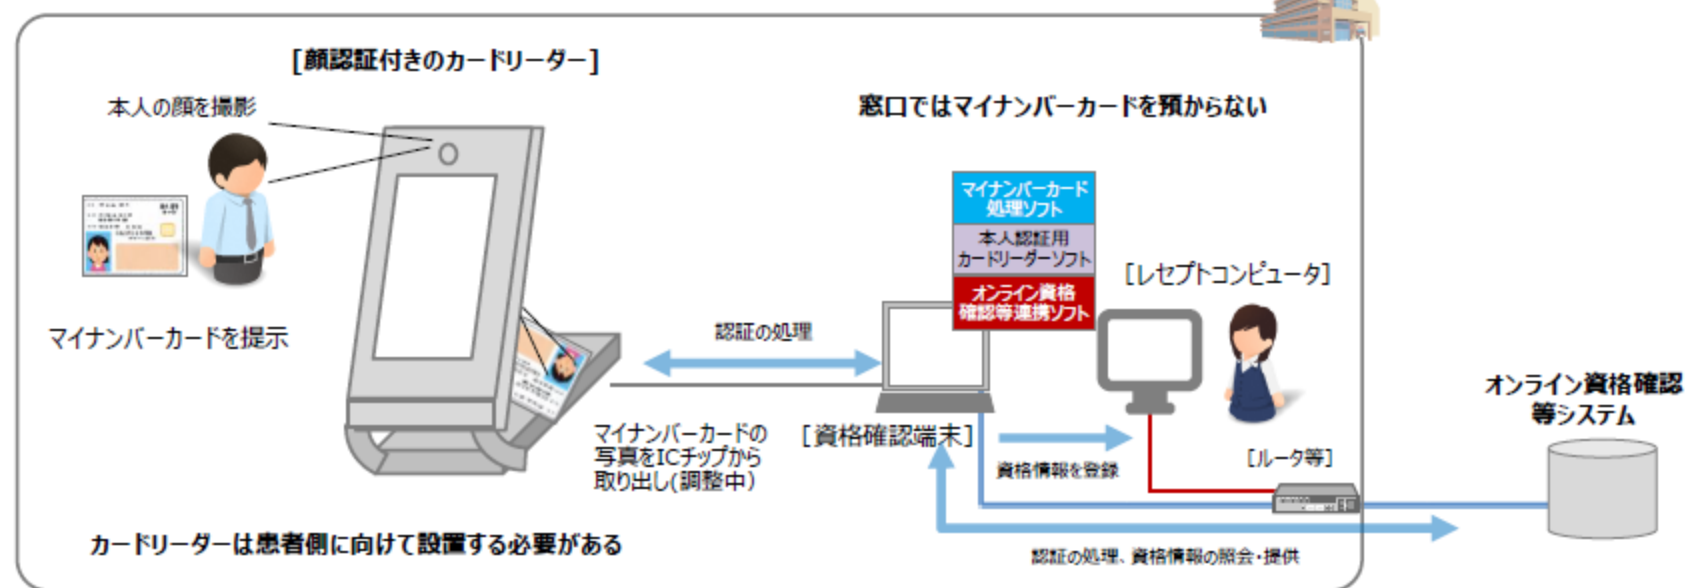 [顔認証付きのカードリーダー]
本人の顔を撮影
窓口ではマイナンバーカードを預からない
マイナンバーカード
処理ソフト
本人認証用
カードリーダーソフト
オンライン資格
確認等連携ソフト
[レセプトコンピュータ]
マイナンバーカードを提示
認証の処理
オンライン資格確認
等システム
マイナンバーカードの
写真をICチップから
取り出し(調整中)
[資格確認端末]
資格情報を登録
[ルータ等]
カードリーダーは患者側に向けて設置する必要がある
認証の処理、資格情報の照会・提供